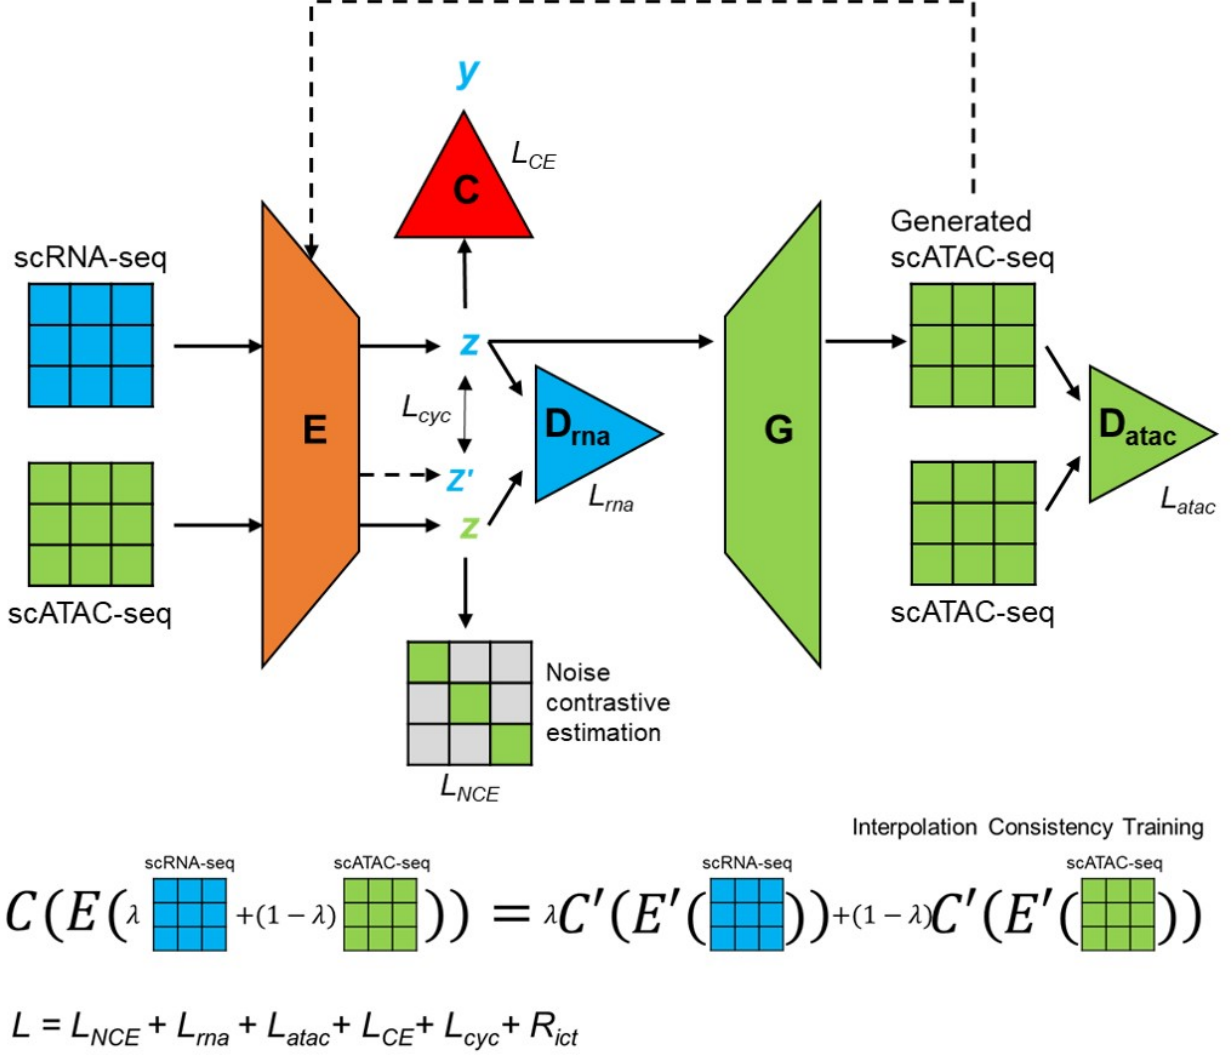 y
L_CE
C
Generated
scATAC-seq
scRNA-seq
z
L_cyc
E
D_rna
G
D_atac
Z'
L_rna
L_atac
z
scATAC-seq
scATAC-seq
Noise
contrastive
estimation
L_NCE
Interpolation Consistency Training
scRNA-seq scATAC-seq scRNA-seq scATAC-seq
C(E(λ +(1 − λ) )) = λC′(E′( ))+(1 − λ)C′(E′( ))
L = L_NCE + L_rna + L_atac + L_CE + L_cyc + R_ict